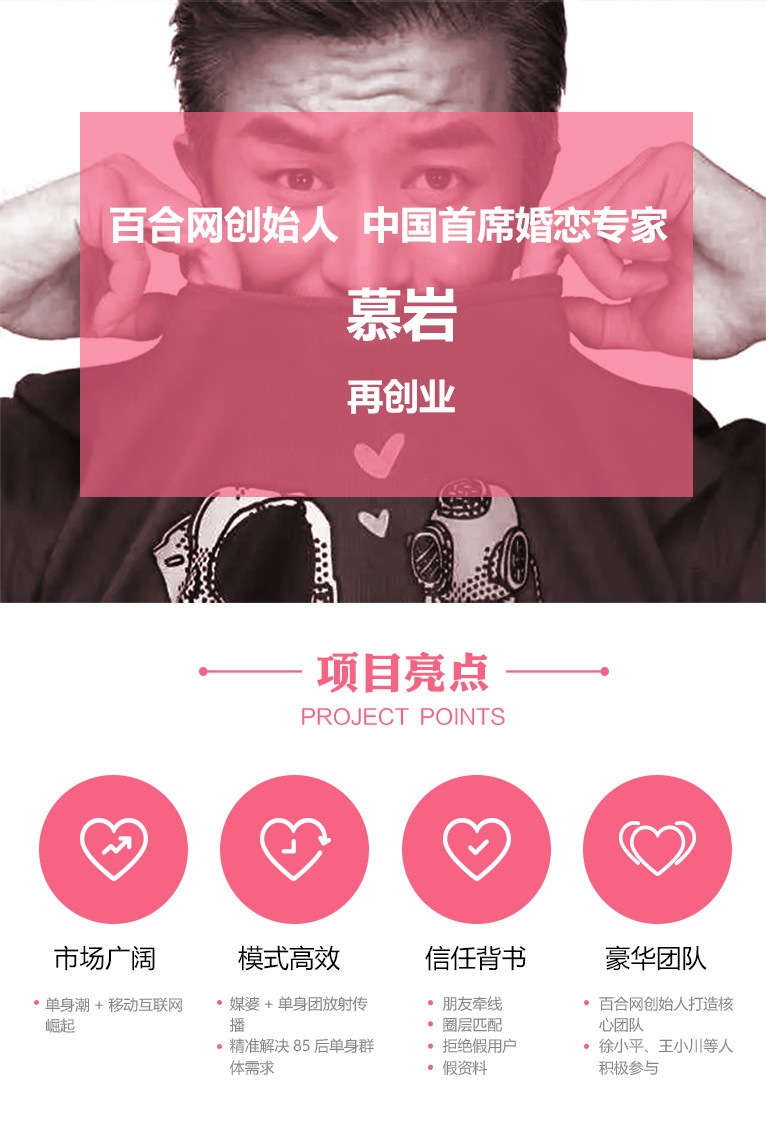 百合网创始人 中国首席婚恋专家
慕岩
再创业
项目亮点
PROJECT POINTS
市场广阔
模式高效
信任背书
豪华团队
单身潮 + 移动互联网
崛起
媒婆 + 单身团放射传
播
精准解决 85 后单身群
体需求
朋友牵线
圈层匹配
拒绝假用户
假资料
百合网创始人打造核
心团队
徐小平、王小川等人
积极参与